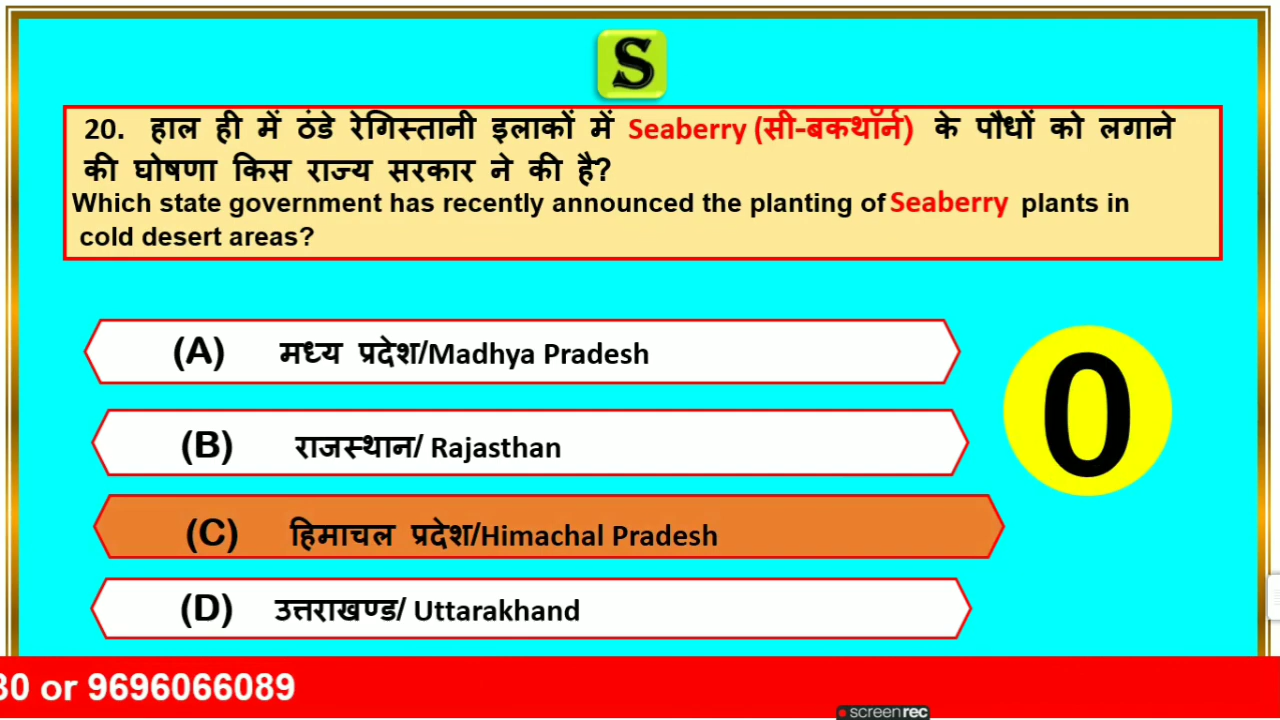 S
20. हाल ही में ठंडे रेगिस्तानी इलाकों में Seaberry (सी-बकथॉर्न) के पौधों को लगाने
की घोषणा किस राज्य सरकार ने की है?
Which state government has recently announced the planting of Seaberry plants in
cold desert areas?
(A) मध्य प्रदेश/Madhya Pradesh
0
(B) राजस्थान/ Rajasthan
(C) हिमाचल प्रदेश/Himachal Pradesh
(D) उत्तराखण्ड/ Uttarakhand
30 or 9696066089
screenrec